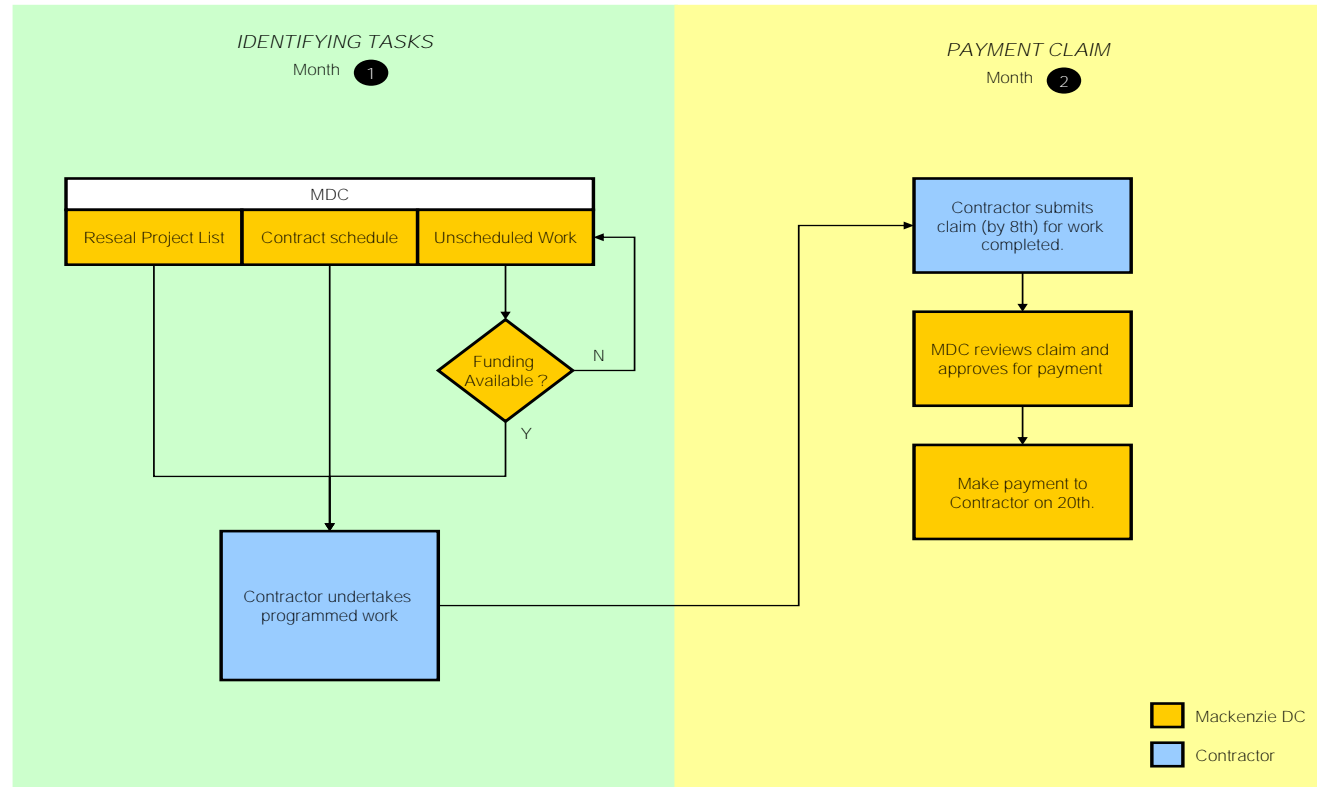 IDENTIFYING TASKS
Month 1
MDC
Reseal Project List
Contract schedule
Unscheduled Work
Funding
Available ?
N
Y
Contractor undertakes
programmed work
PAYMENT CLAIM
Month 2
Contractor submits
claim (by 8th) for work
completed.
MDC reviews claim and
approves for payment
Make payment to
Contractor on 20th.
Mackenzie DC
Contractor